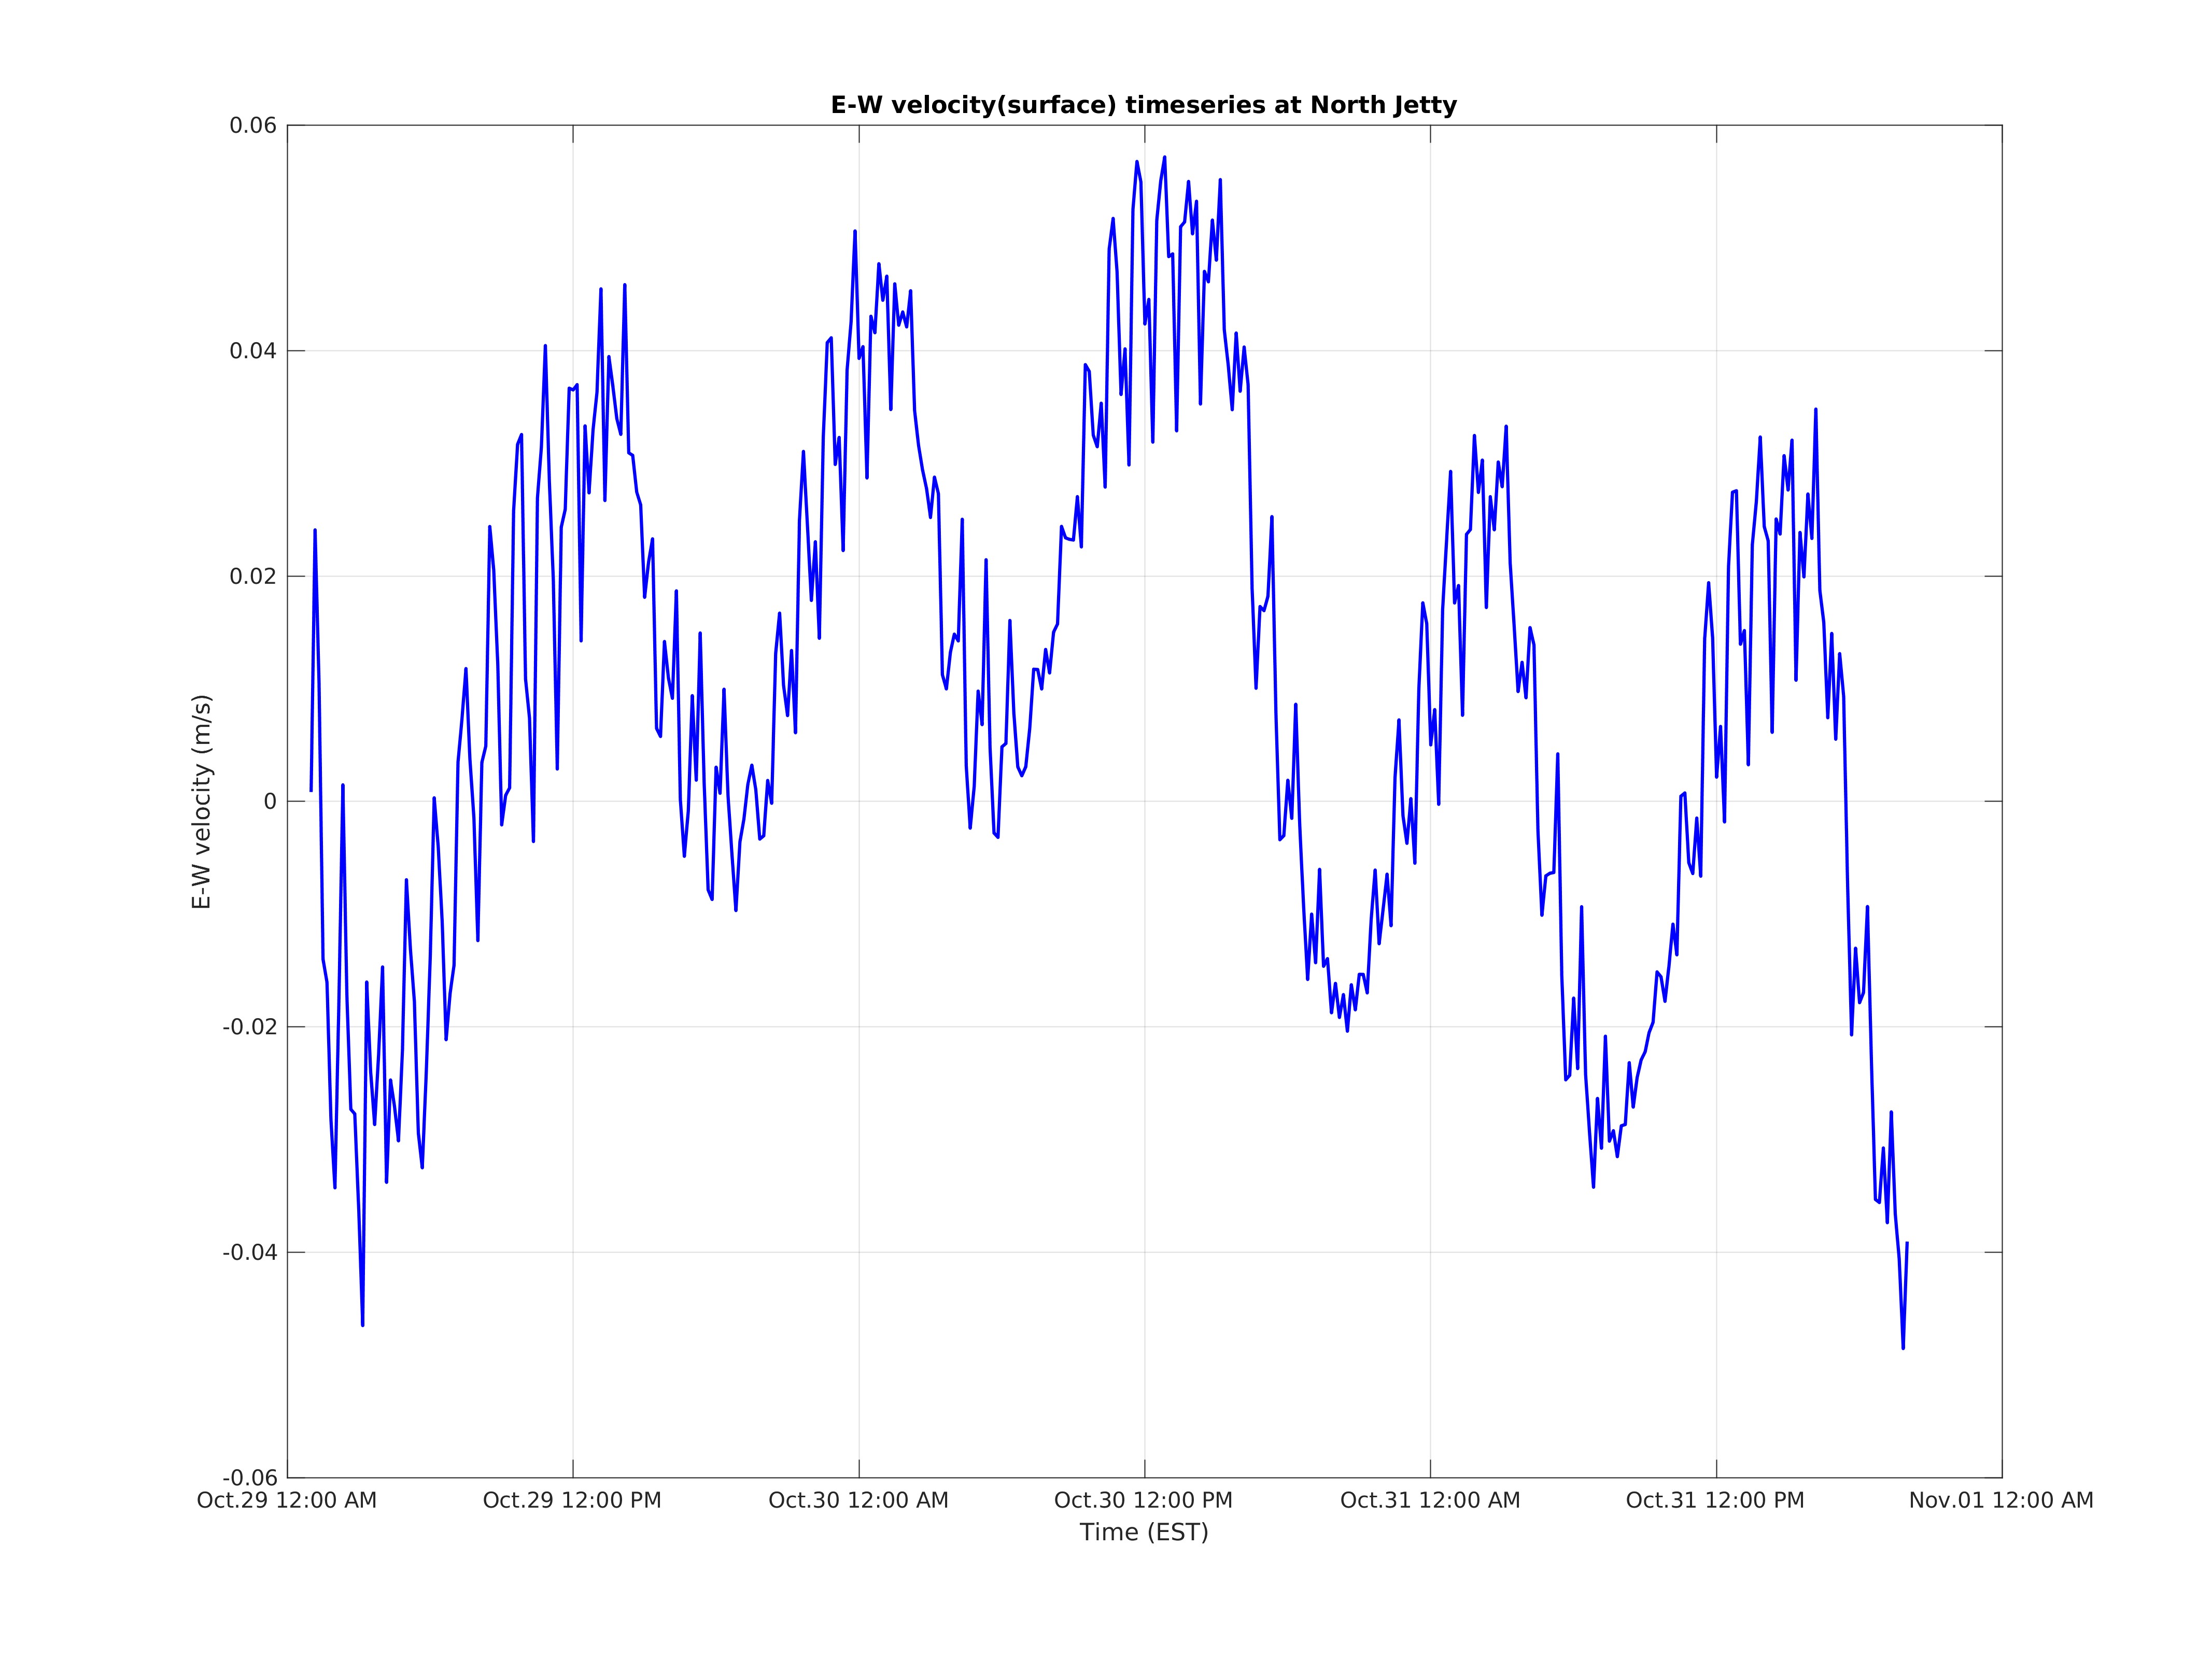 E-W velocity(surface) timeseries at North Jetty
0.06
0.04
0.02
0
-0.02
-0.04
-0.06
E-W velocity (m/s)
Oct.29 12:00 AM
Oct.29 12:00 PM
Oct.30 12:00 AM
Oct.30 12:00 PM
Oct.31 12:00 AM
Oct.31 12:00 PM
Nov.01 12:00 AM
Time (EST)